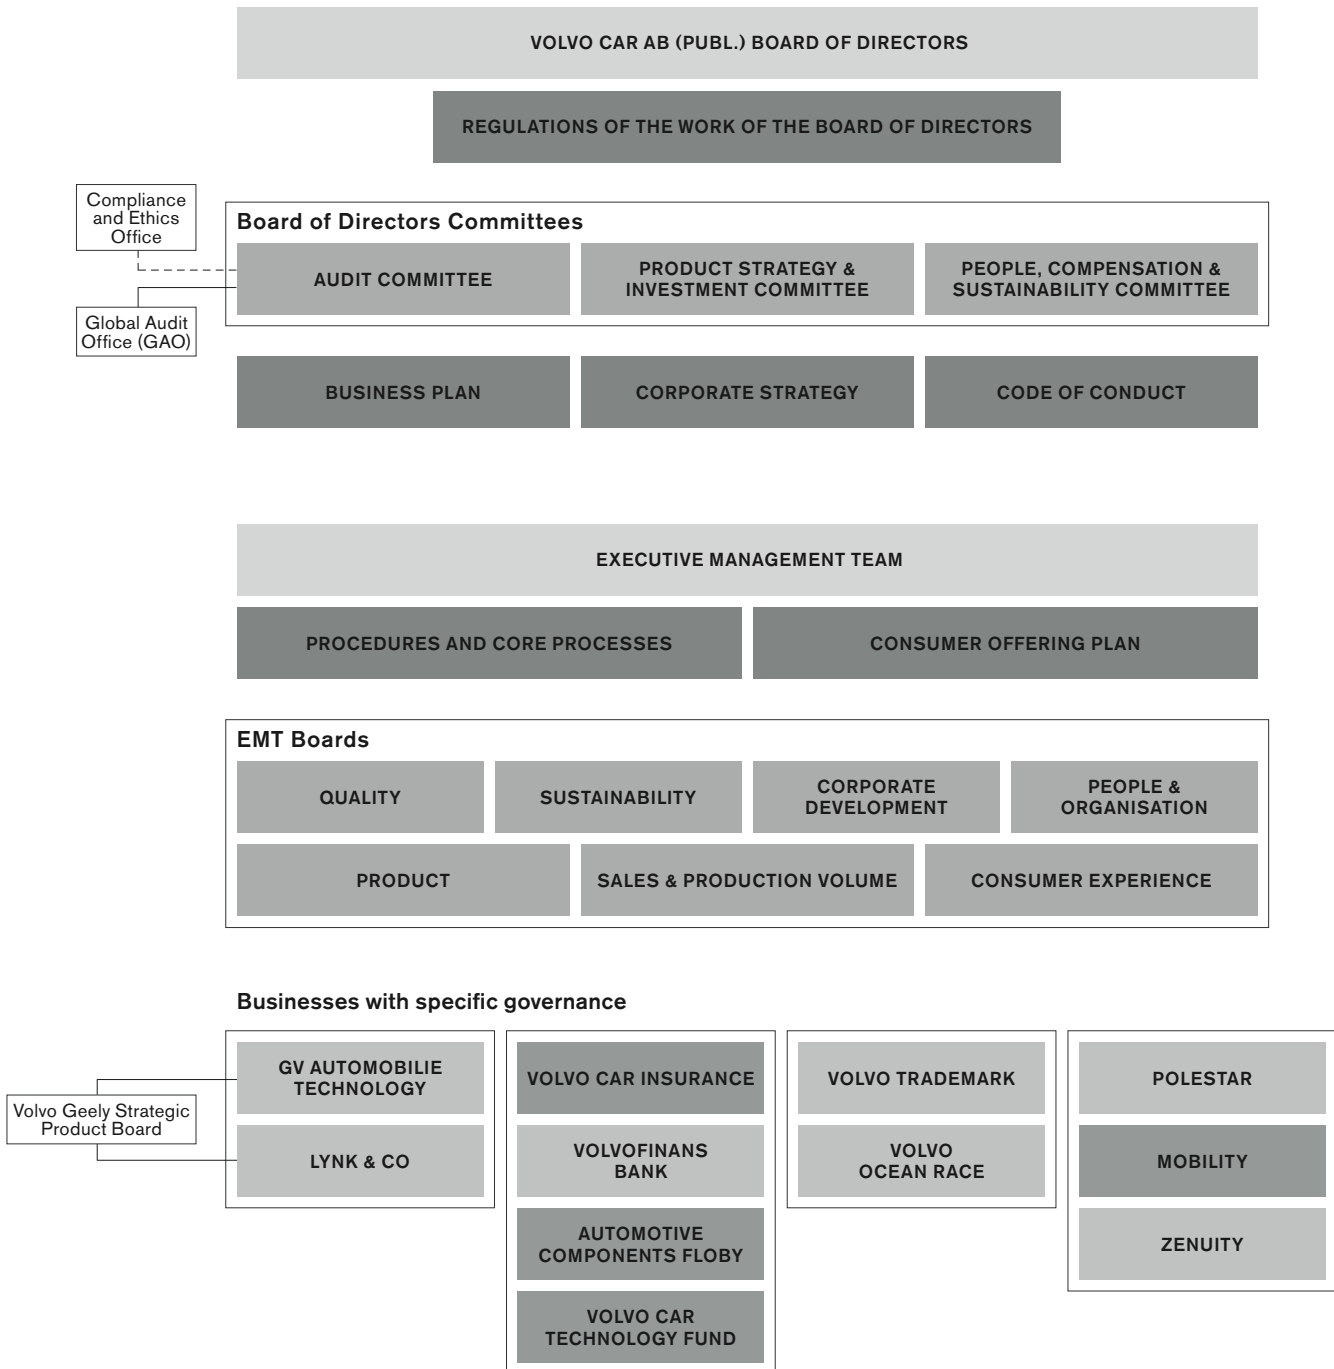 VOLVO CAR AB (PUBL.) BOARD OF DIRECTORS
REGULATIONS OF THE WORK OF THE BOARD OF DIRECTORS
Compliance
and Ethics
Office
Global Audit
Office (GAO)
Board of Directors Committees
AUDIT COMMITTEE
PRODUCT STRATEGY &
INVESTMENT COMMITTEE
PEOPLE, COMPENSATION &
SUSTAINABILITY COMMITTEE
BUSINESS PLAN
CORPORATE STRATEGY
CODE OF CONDUCT
EXECUTIVE MANAGEMENT TEAM
PROCEDURES AND CORE PROCESSES
CONSUMER OFFERING PLAN
EMT Boards
QUALITY
SUSTAINABILITY
CORPORATE
DEVELOPMENT
PEOPLE &
ORGANISATION
PRODUCT
SALES & PRODUCTION VOLUME
CONSUMER EXPERIENCE
Businesses with specific governance
Volvo Geely Strategic
Product Board
GV AUTOMOBILIE
TECHNOLOGY
LYNK & CO
VOLVO CAR INSURANCE
VOLVOFINANS
BANK
AUTOMOTIVE
COMPONENTS FLOBY
VOLVO CAR
TECHNOLOGY FUND
VOLVO TRADEMARK
VOLVO
OCEAN RACE
POLESTAR
MOBILITY
ZENUITY